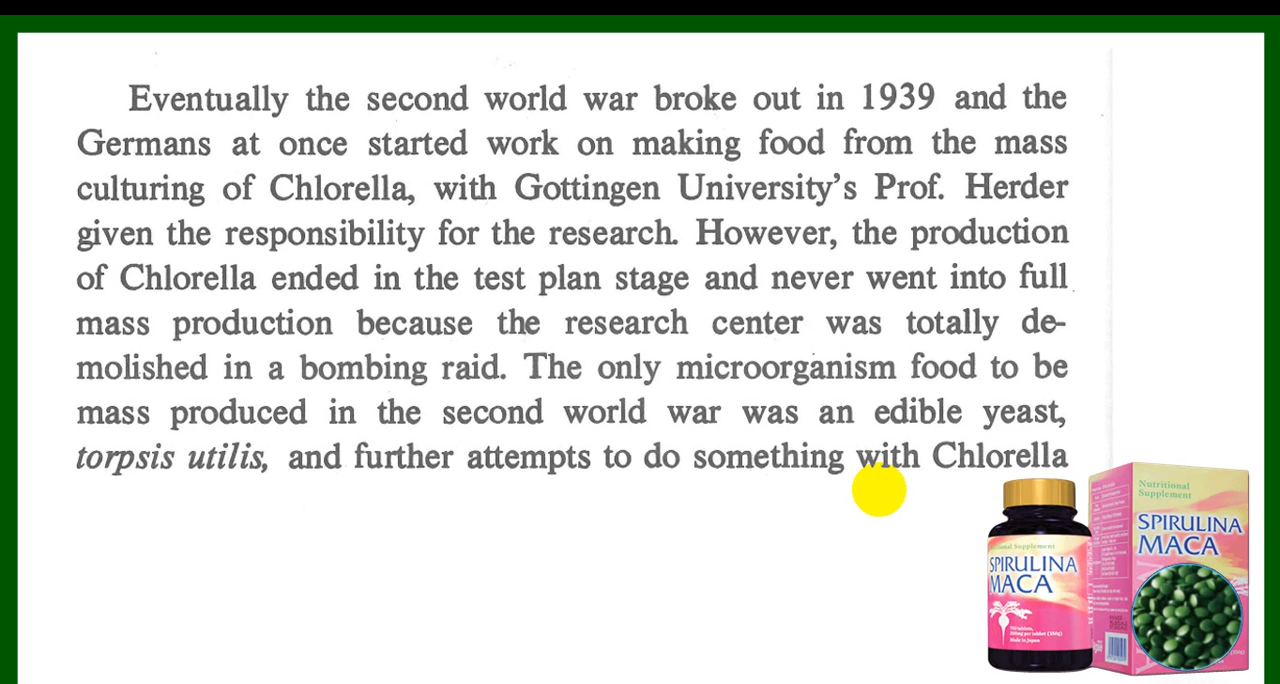 Eventually the second world war broke out in 1939 and the
Germans at once started work on making food from the mass
culturing of Chlorella, with Gottingen University's Prof. Herder
given the responsibility for the research. However, the production
of Chlorella ended in the test plan stage and never went into full
mass production because the research center was totally de-
molished in a bombing raid. The only microorganism food to be
mass produced in the second world war was an edible yeast,
torpsis utilis, and further attempts to do something with Chlorella
Nutritional
Supplement
SPIRULINA
MACA
Nutritional Supplement
SPIRULINA
MACA
Made in Japan